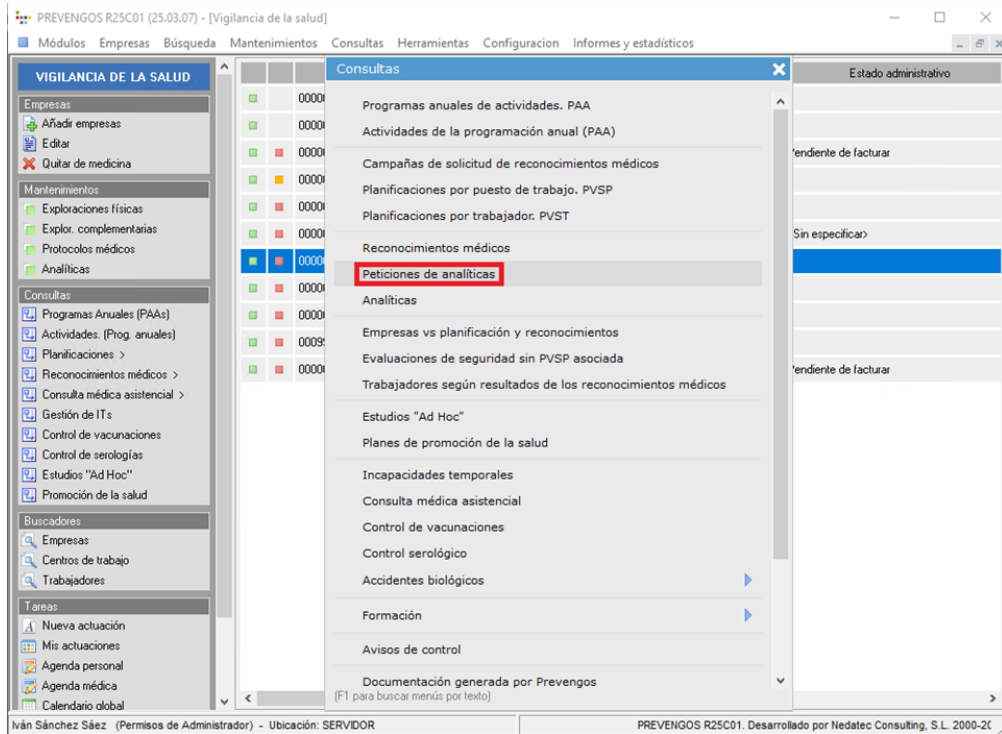 PREVENGOS R25C01 (25.03.07) - [Vigilancia de la salud]
Módulos Empresas Búsqueda Mantenimientos Consultas Herramientas Configuracion Informes y estadísticos
VIGILANCIA DE LA SALUD
Empresas
Añadir empresas
Editar
Quitar de medicina
Mantenimientos
Exploraciones físicas
Explor. complementarias
Protocolos médicos
Analíticas
Consultas
Programas Anuales (PAAs)
Actividades. (Prog. anuales)
Planificaciones >
Reconocimientos médicos >
Consulta médica asistencial >
Gestión de ITs
Control de vacunaciones
Control de serologías
Estudios "Ad Hoc"
Promoción de la salud
Buscadores
Empresas
Centros de trabajo
Trabajadores
Tareas
Nueva actuación
Mis actuaciones
Agenda personal
Agenda médica
Calendario global
Consultas
Programas anuales de actividades. PAA
Actividades de la programación anual (PAA)
Campañas de solicitud de reconocimientos médicos
Planificaciones por puesto de trabajo. PVSP
Planificaciones por trabajador. PVST
Reconocimientos médicos
Peticiones de analíticas
Analíticas
Empresas vs planificación y reconocimientos
Evaluaciones de seguridad sin PVSP asociada
Trabajadores según resultados de los reconocimientos médicos
Estudios "Ad Hoc"
Planes de promoción de la salud
Incapacidades temporales
Consulta médica asistencial
Control de vacunaciones
Control serológico
Accidentes biológicos
Formación
Avisos de control
Documentación generada por Prevengos
(F1 para buscar menús por texto)
Estado administrativo
endiente de facturar
Sin especificar>
endiente de facturar
Iván Sánchez Sáez (Permisos de Administrador) - Ubicación: SERVIDOR
PREVENGOS R25C01. Desarrollado por Nedatec Consulting, S.L. 2000-20